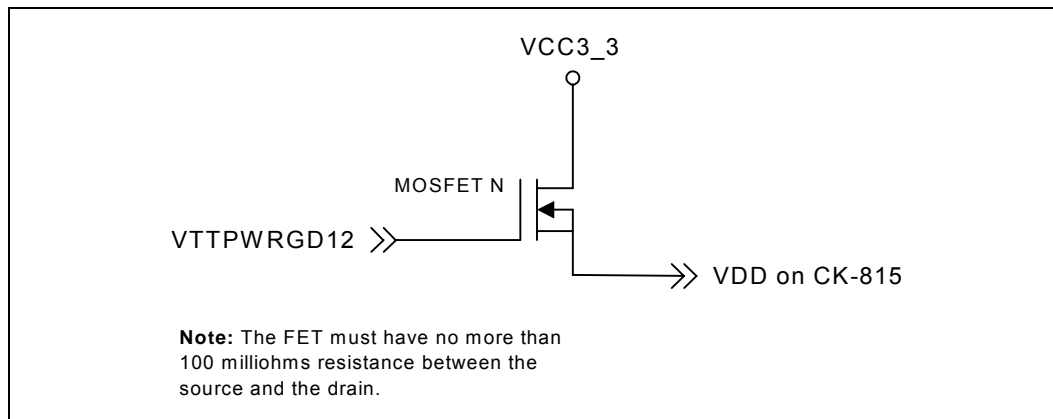 VCC3_3
MOSFET N
VTTPWRGD12
VDD on CK-815
Note: The FET must have no more than
100 milliohms resistance between the
source and the drain.